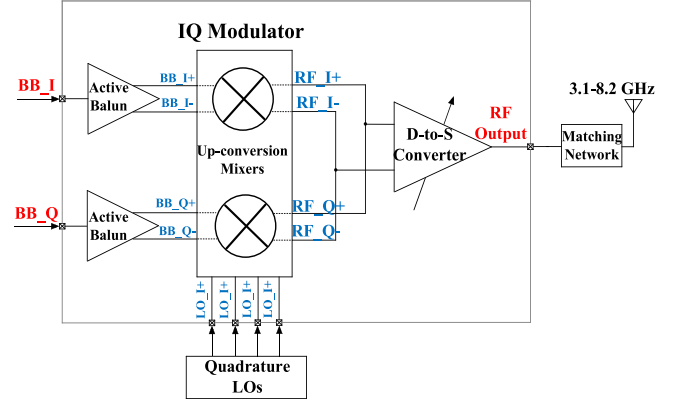 IQ Modulator
BB_I
Active
Balun
BB_I+
BB_I-
RF_I+
RF_I-
Up-conversion
Mixers
D-to-S
Converter
RF
Output
3.1-8.2 GHz
Matching
Network
BB_Q
Active
Balun
BB_Q+
BB_Q-
RF_Q+
RF_Q-
LO_I+
LO_I+
LO_I+
LO_I+
Quadrature
LOs